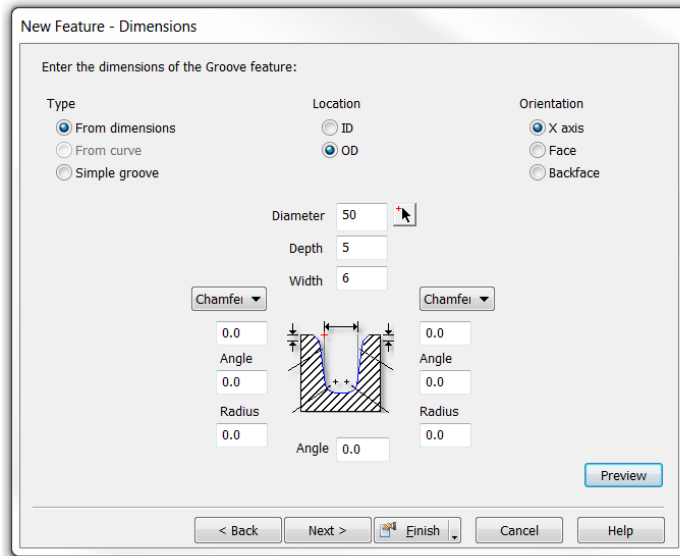 New Feature - Dimensions
Enter the dimensions of the Groove feature:
Type Location Orientation
From dimensions ID X axis
From curve OD Face
Simple groove Backface
Diameter 50
Depth 5
Width 6
Chamfer Chamfer
0.0 0.0
Angle Angle
0.0 0.0
Radius Radius
0.0 0.0
Angle 0.0
Preview
< Back Next > Finish Cancel Help